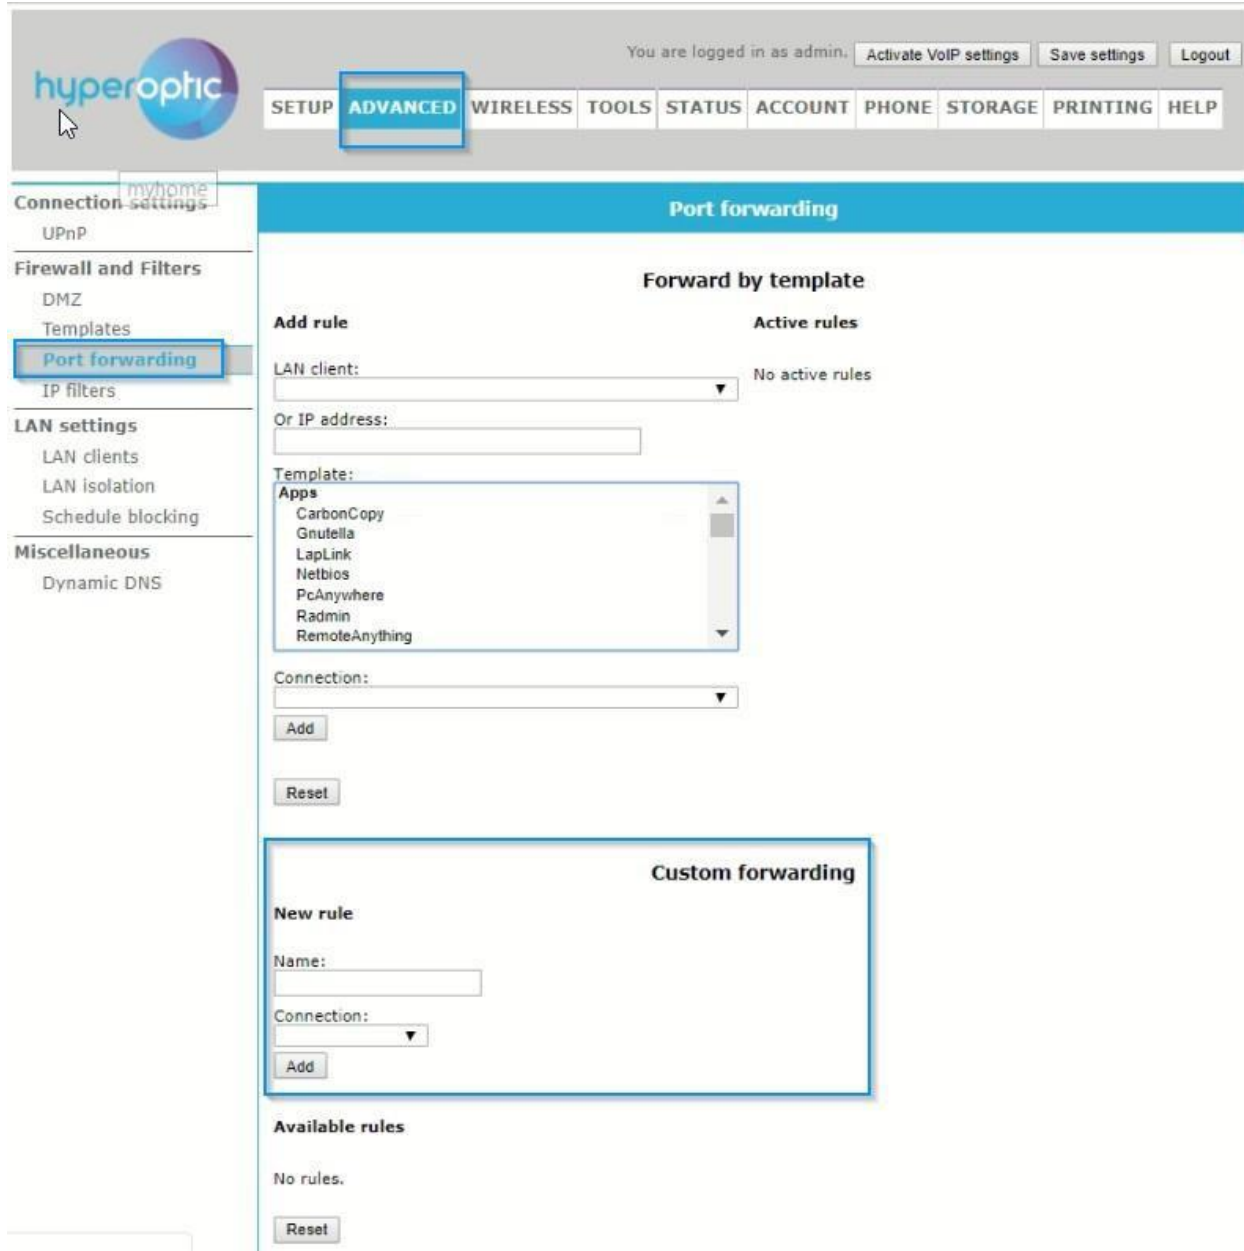 hyperoptic
You are logged in as admin. Activate VoIP settings Save settings Logout
SETUP ADVANCED WIRELESS TOOLS STATUS ACCOUNT PHONE STORAGE PRINTING HELP
myhome
Connection settings
UPnP
Firewall and Filters
DMZ
Templates
Port forwarding
IP filters
LAN settings
LAN clients
LAN isolation
Schedule blocking
Miscellaneous
Dynamic DNS
Port forwarding
Forward by template
Add rule
Active rules
LAN client:
No active rules
Or IP address:
Template:
Apps
CarbonCopy
Gnutella
LapLink
Netbios
PcAnywhere
Radmin
RemoteAnything
Connection:
Add
Reset
Custom forwarding
New rule
Name:
Connection:
Add
Available rules
No rules.
Reset